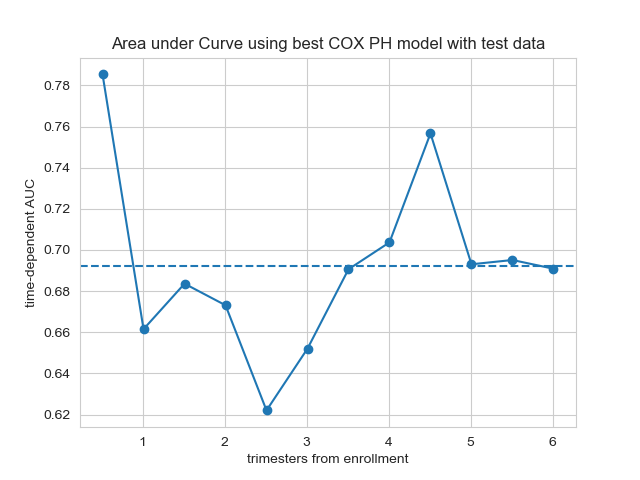 Area under Curve using best COX PH model with test data
time-dependent AUC
0.78
0.76
0.74
0.72
0.70
0.68
0.66
0.64
0.62
1 2 3 4 5 6
trimesters from enrollment